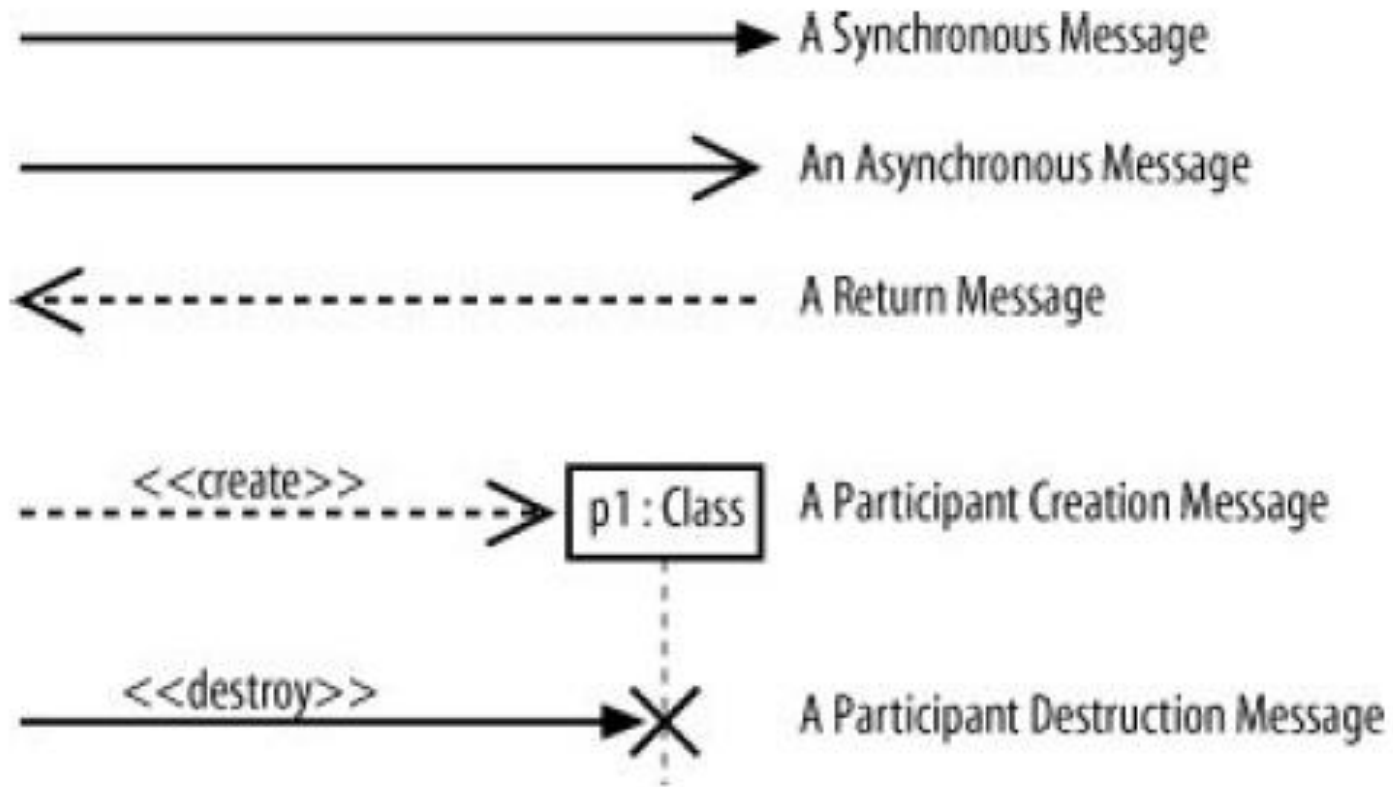 A Synchronous Message
An Asynchronous Message
A Return Message
<<create>>
p1 : Class
A Participant Creation Message
<<destroy>>
A Participant Destruction Message